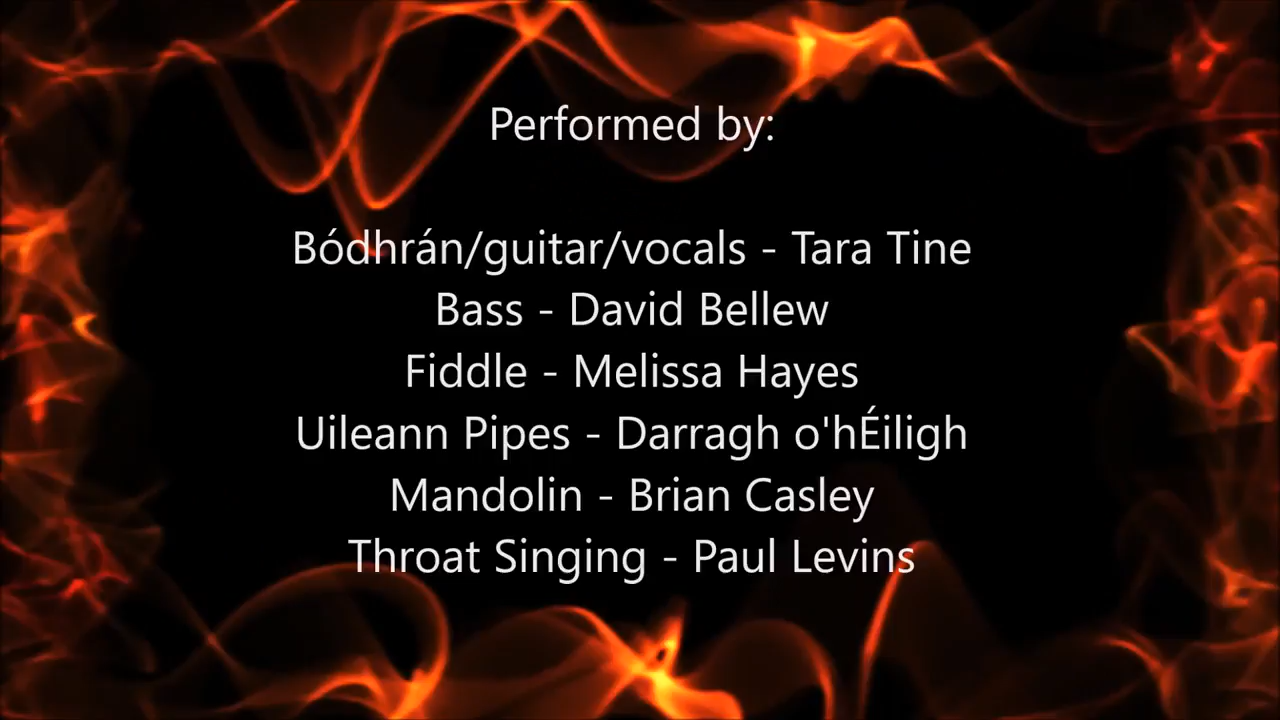 Performed by:
Bódhrán/guitar/vocals - Tara Tine
Bass - David Bellew
Fiddle - Melissa Hayes
Uileann Pipes - Darragh o'hÉiligh
Mandolin - Brian Casley
Throat Singing - Paul Levins